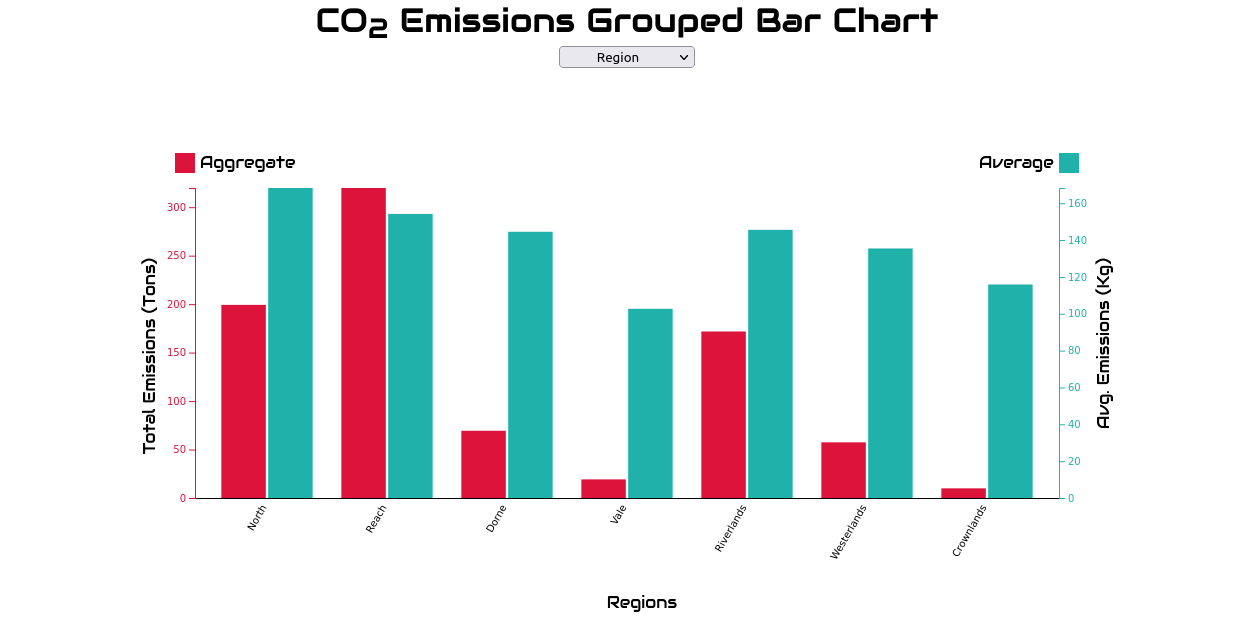 CO2 Emissions Grouped Bar Chart
Region
Aggregate
Average
Total Emissions (Tons)
300
250
200
150
100
50
0
160
140
120
100
80
60
40
20
0
Avg. Emissions (Kg)
North
Reach
Dorne
Vale
Riverlands
Westerlands
Crownlands
Regions